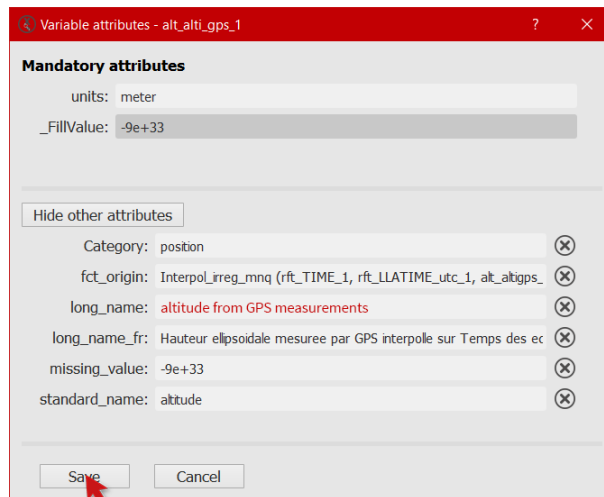 Variable attributes - alt_alti_gps_1 ?
Mandatory attributes
units: meter
_FillValue: -9e+33
Hide other attributes
Category: position
fct_origin: Interpol_irreg_mnq (rft_TIME_1, rft_LLATIME_utc_1, alt_altigps_
long_name: altitude from GPS measurements
long_name_fr: Hauteur ellipsoidale mesuree par GPS interpolle sur Temps des ec
missing_value: -9e+33
standard_name: altitude
Save Cancel